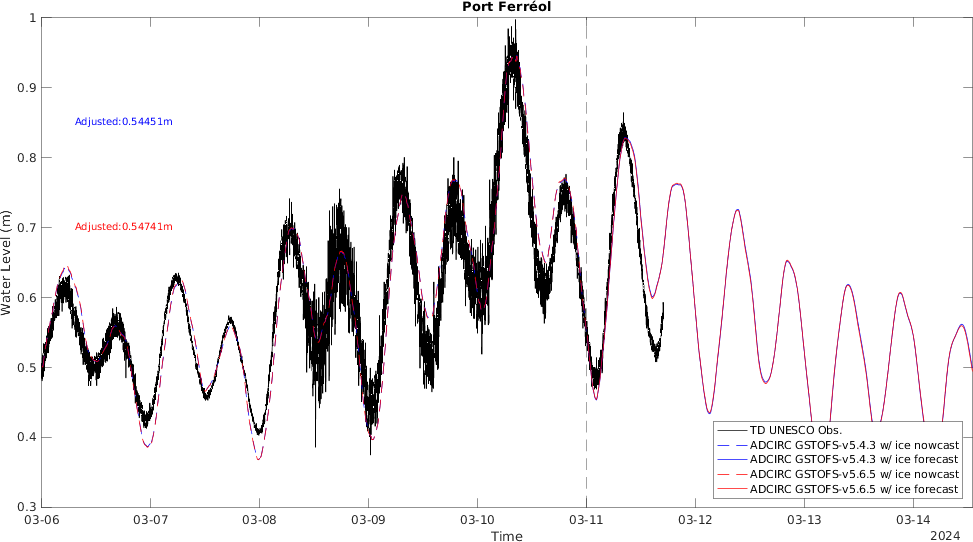 Port Ferréol
1
0.9
0.8
0.7
0.6
0.5
0.4
0.3
Water Level (m)
Adjusted:0.54451m
Adjusted:0.54741m
TD UNESCO Obs.
ADCIRC GSTOFS-v5.4.3 w/ ice nowcast
ADCIRC GSTOFS-v5.4.3 w/ ice forecast
ADCIRC GSTOFS-v5.6.5 w/ ice nowcast
ADCIRC GSTOFS-v5.6.5 w/ ice forecast
03-06 03-07 03-08 03-09 03-10 03-11 03-12 03-13 03-14
Time
2024